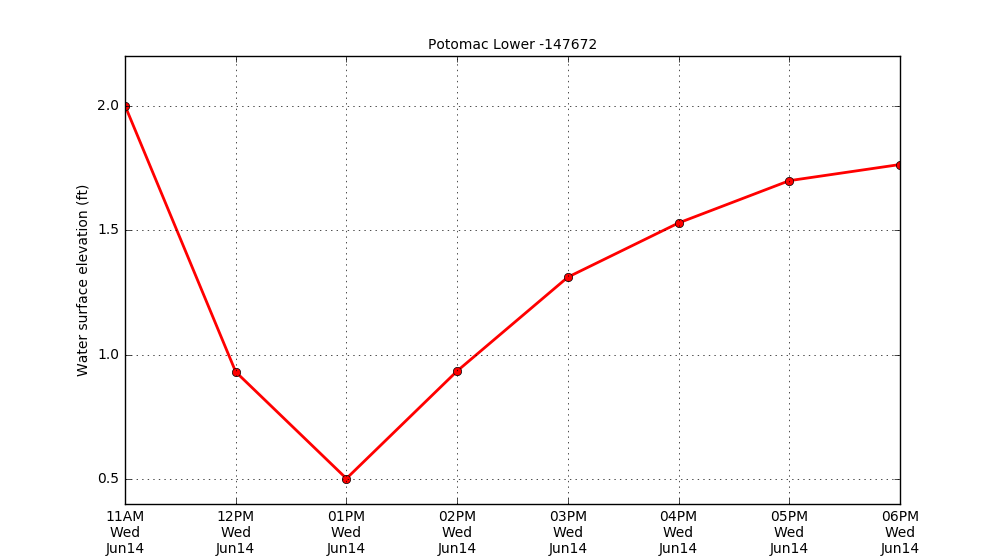 Potomac Lower -147672
Water surface elevation (ft)
2.0
1.5
1.0
0.5
11AM 12PM 01PM 02PM 03PM 04PM 05PM 06PM
Wed Wed Wed Wed Wed Wed Wed Wed
Jun14 Jun14 Jun14 Jun14 Jun14 Jun14 Jun14 Jun14